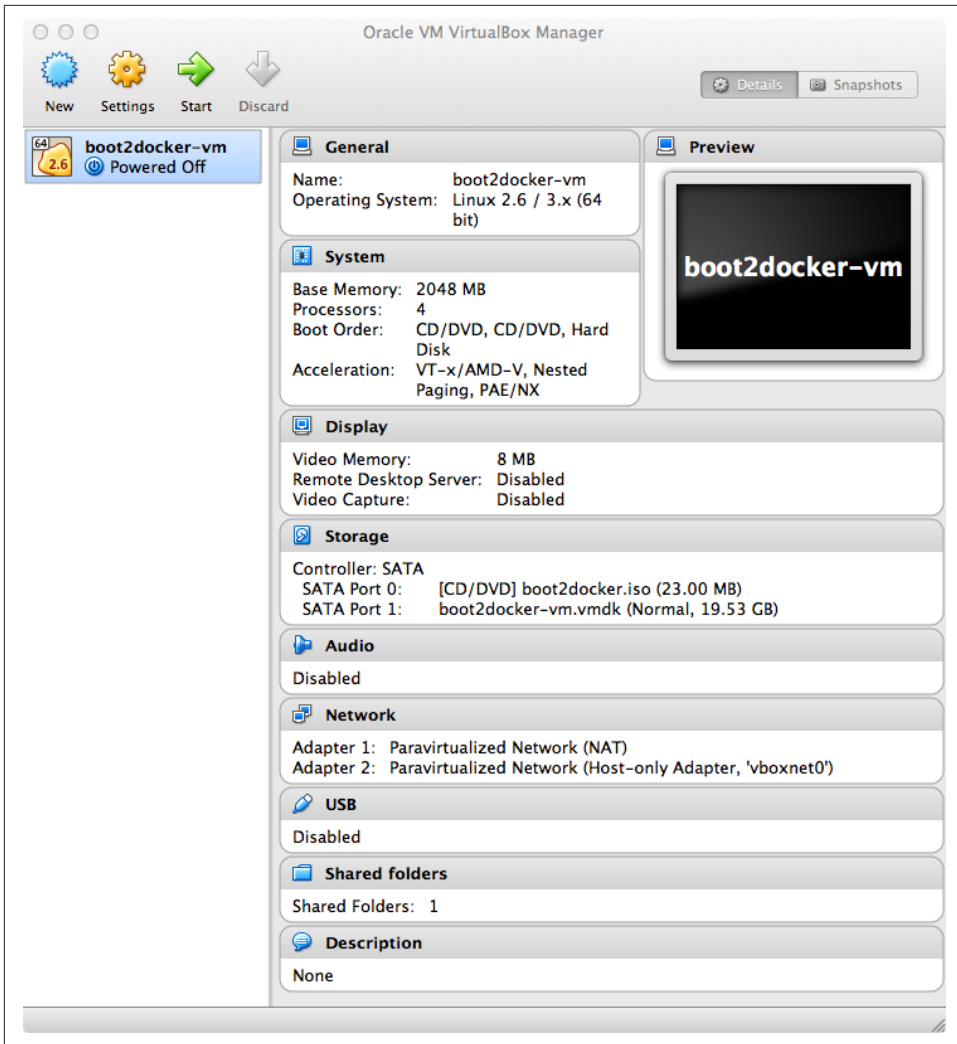 Oracle VM VirtualBox Manager
New Settings Start Discard
Details Snapshots
64
2.6
boot2docker-vm
Powered Off
General
Name: boot2docker-vm
Operating System: Linux 2.6 / 3.x (64
bit)
Preview
boot2docker-vm
System
Base Memory: 2048 MB
Processors: 4
Boot Order: CD/DVD, CD/DVD, Hard
Disk
Acceleration: VT-x/AMD-V, Nested
Paging, PAE/NX
Display
Video Memory: 8 MB
Remote Desktop Server: Disabled
Video Capture: Disabled
Storage
Controller: SATA
SATA Port 0: [CD/DVD] boot2docker.iso (23.00 MB)
SATA Port 1: boot2docker-vm.vmdk (Normal, 19.53 GB)
Audio
Disabled
Network
Adapter 1: Paravirtualized Network (NAT)
Adapter 2: Paravirtualized Network (Host-only Adapter, 'vboxnet0')
USB
Disabled
Shared folders
Shared Folders: 1
Description
None